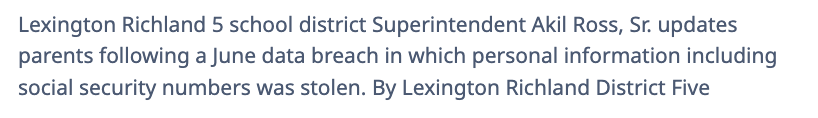 Lexington Richland 5 school district Superintendent Akil Ross, Sr. updates
parents following a June data breach in which personal information including
social security numbers was stolen. By Lexington Richland District Five